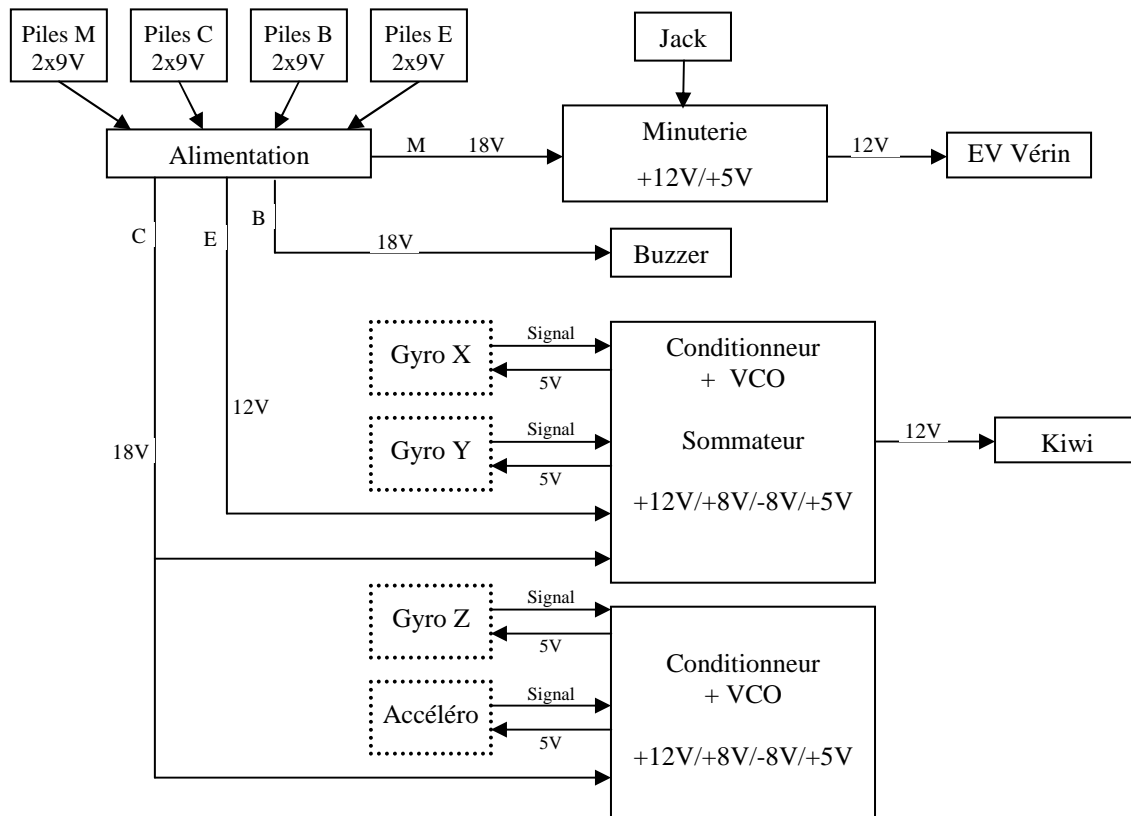 Piles M
2x9V
Piles C
2x9V
Piles B
2x9V
Piles E
2x9V
Jack
Alimentation
M
18V
Minuterie
+12V/+5V
12V
EV Vérin
C
E
B
18V
Buzzer
Gyro X
Signal
5V
Conditionneur
+ VCO
Sommateur
+12V/+8V/-8V/+5V
12V
Gyro Y
Signal
5V
18V
12V
Kiwi
Gyro Z
Signal
5V
Accéléro
Signal
5V
Conditionneur
+ VCO
+12V/+8V/-8V/+5V